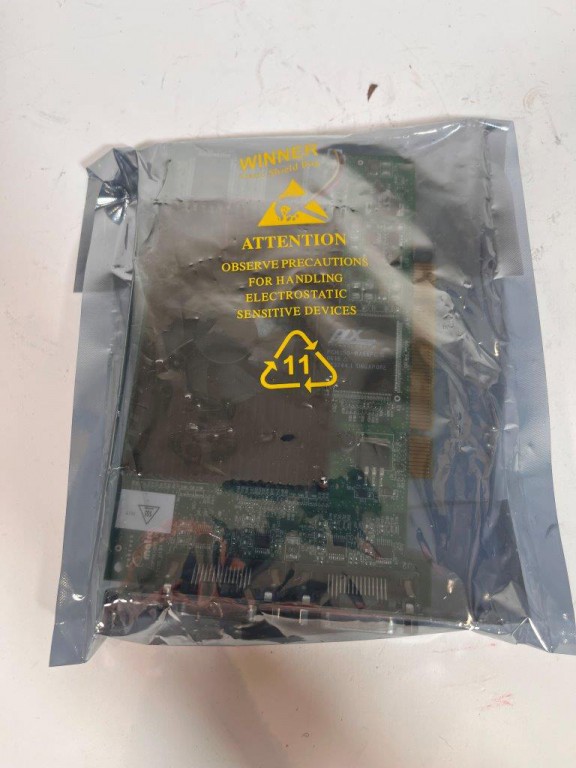 WINNER
ATTENTION
OBSERVE PRECAUTIONS
FOR HANDLING
ELECTROSTATIC
SENSITIVE DEVICES
11